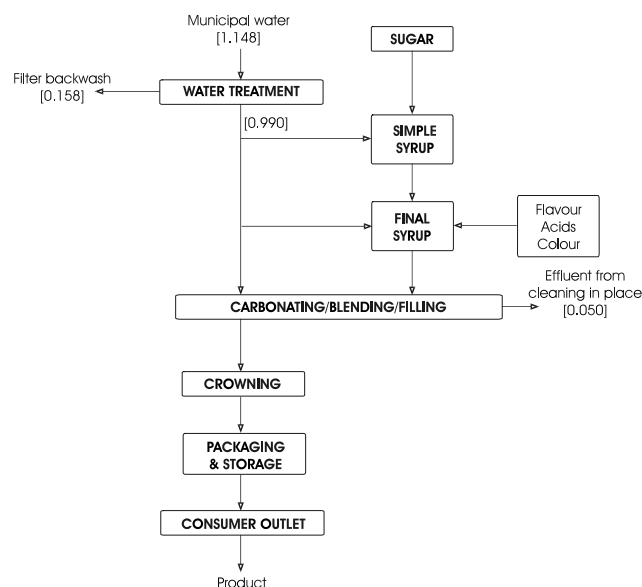 Municipal water
[1.148]
SUGAR
Filter backwash
[0.158]
WATER TREATMENT
[0.990]
SIMPLE
SYRUP
FINAL
SYRUP
Flavour
Acids
Colour
Effluent from
cleaning in place
[0.050]
CARBONATING/BLENDING/FILLING
CROWNING
PACKAGING
& STORAGE
CONSUMER OUTLET
Product